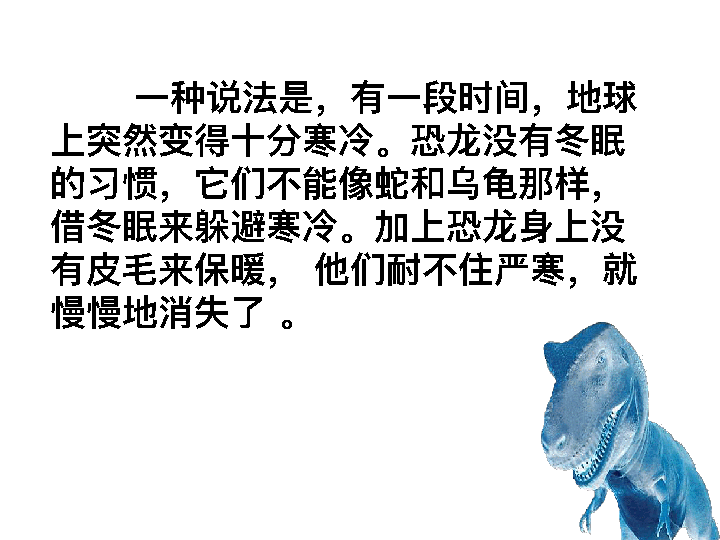 一种说法是，有一段时间，地球
上突然变得十分寒冷。恐龙没有冬眠
的习惯，它们不能像蛇和乌龟那样，
借冬眠来躲避寒冷。加上恐龙身上没
有皮毛来保暖， 他们耐不住严寒，就
慢慢地消失了 。